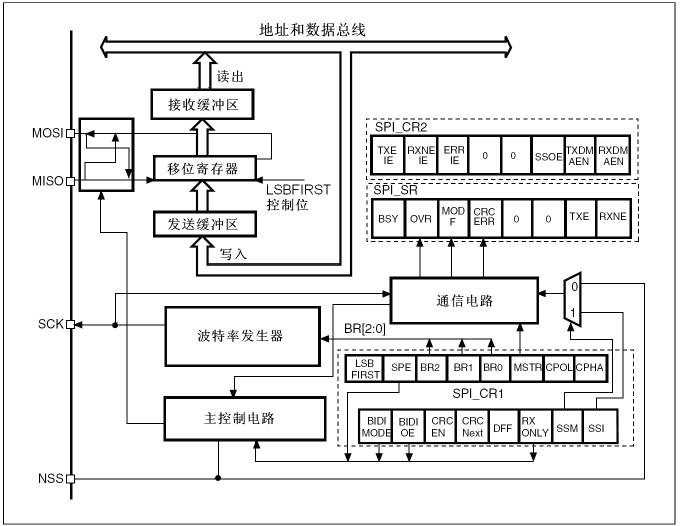 地址和数据总线
读出
接收缓冲区
MOSI
移位寄存器
MISO
LSBFIRST
控制位
发送缓冲区
写入
SPI_CR2
TXE IE
RXNE IE
ERR IE
0
0
SSOE
TXDM AEN
RXDM AEN
SPI_SR
BSY
OVR
MOD F
CRC ERR
0
0
TXE
RXNE
通信电路
0
1
SCK
波特率发生器
BR[2:0]
LSB FIRST
SPE
BR2
BR1
BR0
MSTR
CPOL
CPHA
SPI_CR1
主控制电路
BIDI MODE
BIDI OE
CRC EN
CRC Next
DFF
RX ONLY
SSM
SSI
NSS